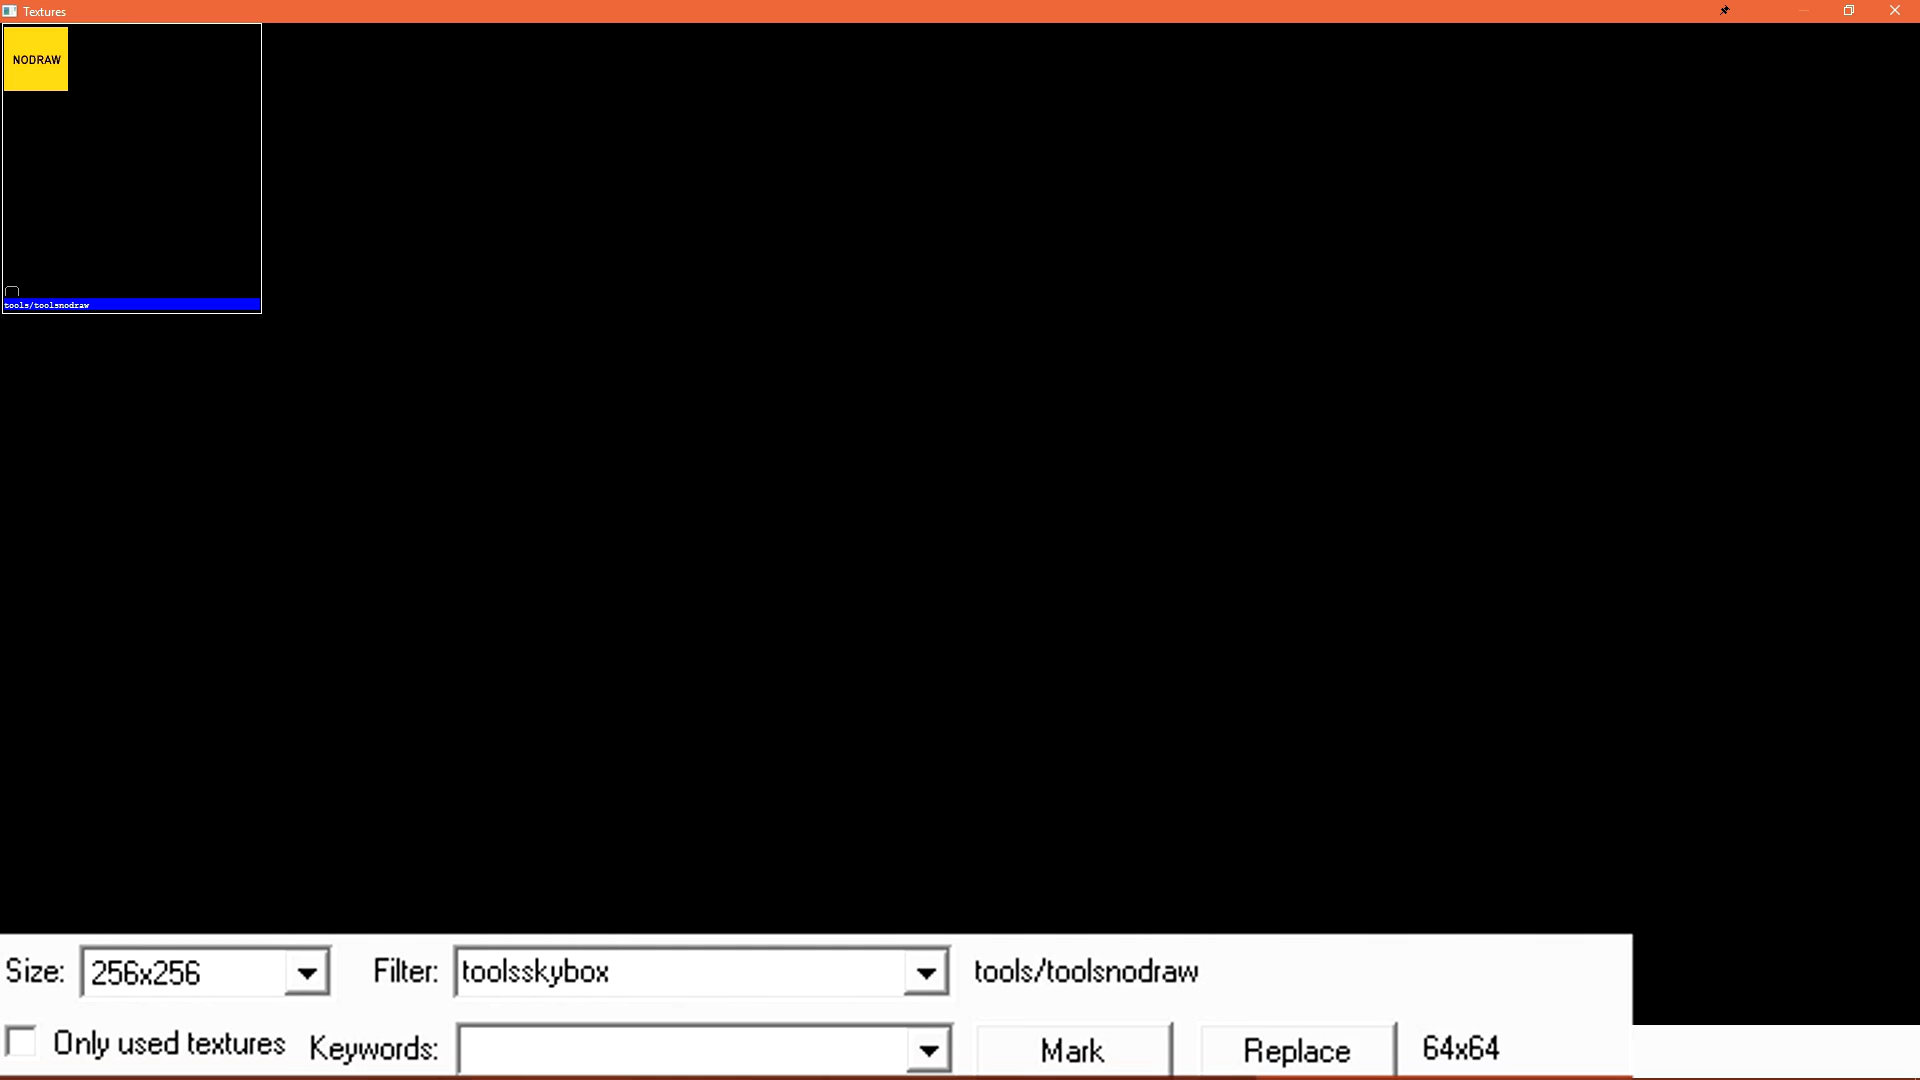 Textures
NODRAW
tools/toolsnodraw
Size: 256x256 Filter: toolsskybox tools/toolsnodraw
Only used textures Keywords: Mark Replace 64x64